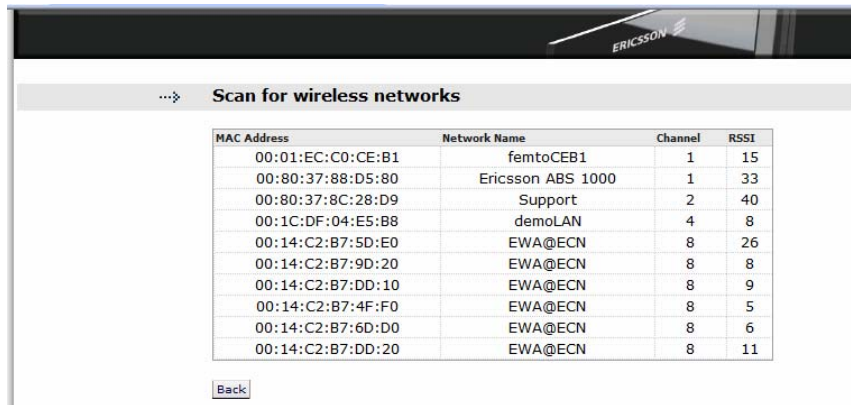 ERICSSON
Scan for wireless networks
MAC Address Network Name Channel RSSI
00:01:EC:C0:CE:B1 femtoCEB1 1 15
00:80:37:88:D5:80 Ericsson ABS 1000 1 33
00:80:37:8C:28:D9 Support 2 40
00:1C:DF:04:E5:B8 demoLAN 4 8
00:14:C2:B7:5D:E0 EWA@ECN 8 26
00:14:C2:B7:9D:20 EWA@ECN 8 8
00:14:C2:B7:DD:10 EWA@ECN 8 9
00:14:C2:B7:4F:F0 EWA@ECN 8 5
00:14:C2:B7:6D:D0 EWA@ECN 8 6
00:14:C2:B7:DD:20 EWA@ECN 8 11
Back